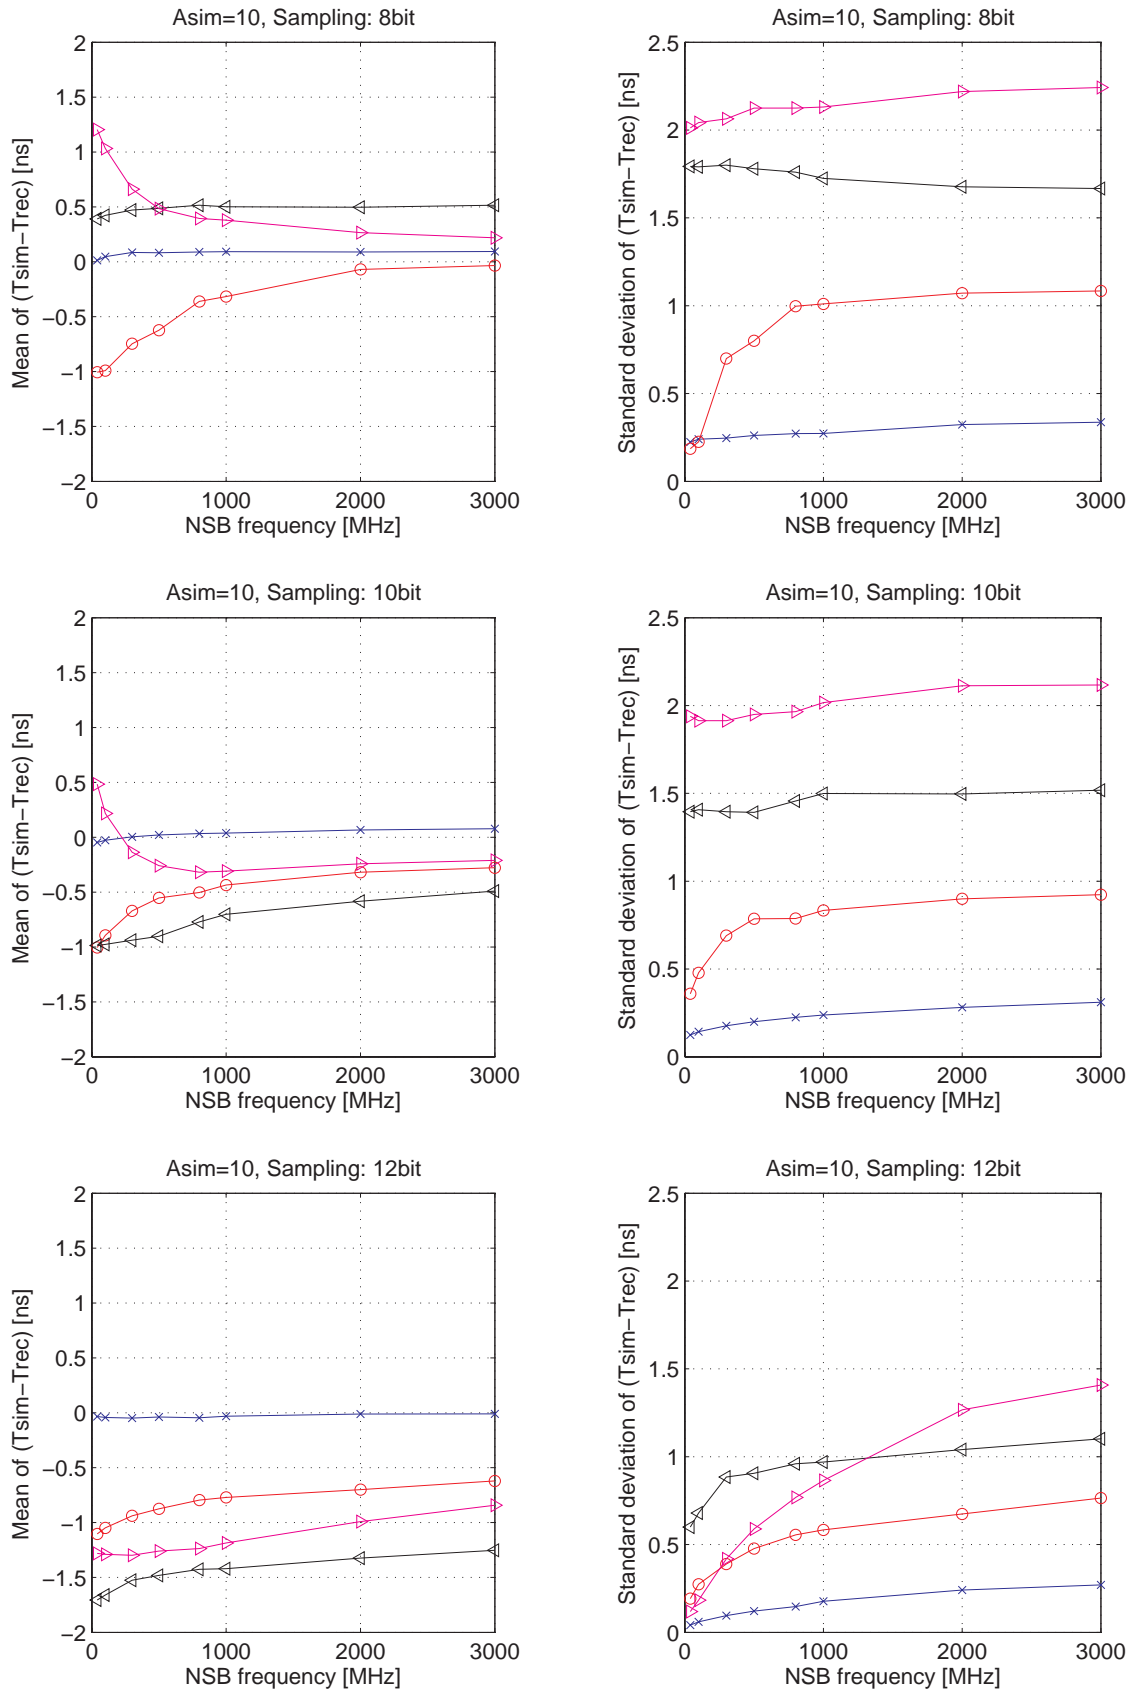 Asim=10, Sampling: 8bit
2
1.5
1
0.5
0
−0.5
−1
−1.5
−2
Mean of (Tsim−Trec) [ns]
0 1000 2000 3000
NSB frequency [MHz]
Asim=10, Sampling: 8bit
2.5
2
1.5
1
0.5
0
Standard deviation of (Tsim−Trec) [ns]
0 1000 2000 3000
NSB frequency [MHz]
Asim=10, Sampling: 10bit
2
1.5
1
0.5
0
−0.5
−1
−1.5
−2
Mean of (Tsim−Trec) [ns]
0 1000 2000 3000
NSB frequency [MHz]
Asim=10, Sampling: 10bit
2.5
2
1.5
1
0.5
0
Standard deviation of (Tsim−Trec) [ns]
0 1000 2000 3000
NSB frequency [MHz]
Asim=10, Sampling: 12bit
2
1.5
1
0.5
0
−0.5
−1
−1.5
−2
Mean of (Tsim−Trec) [ns]
0 1000 2000 3000
NSB frequency [MHz]
Asim=10, Sampling: 12bit
2.5
2
1.5
1
0.5
0
Standard deviation of (Tsim−Trec) [ns]
0 1000 2000 3000
NSB frequency [MHz]